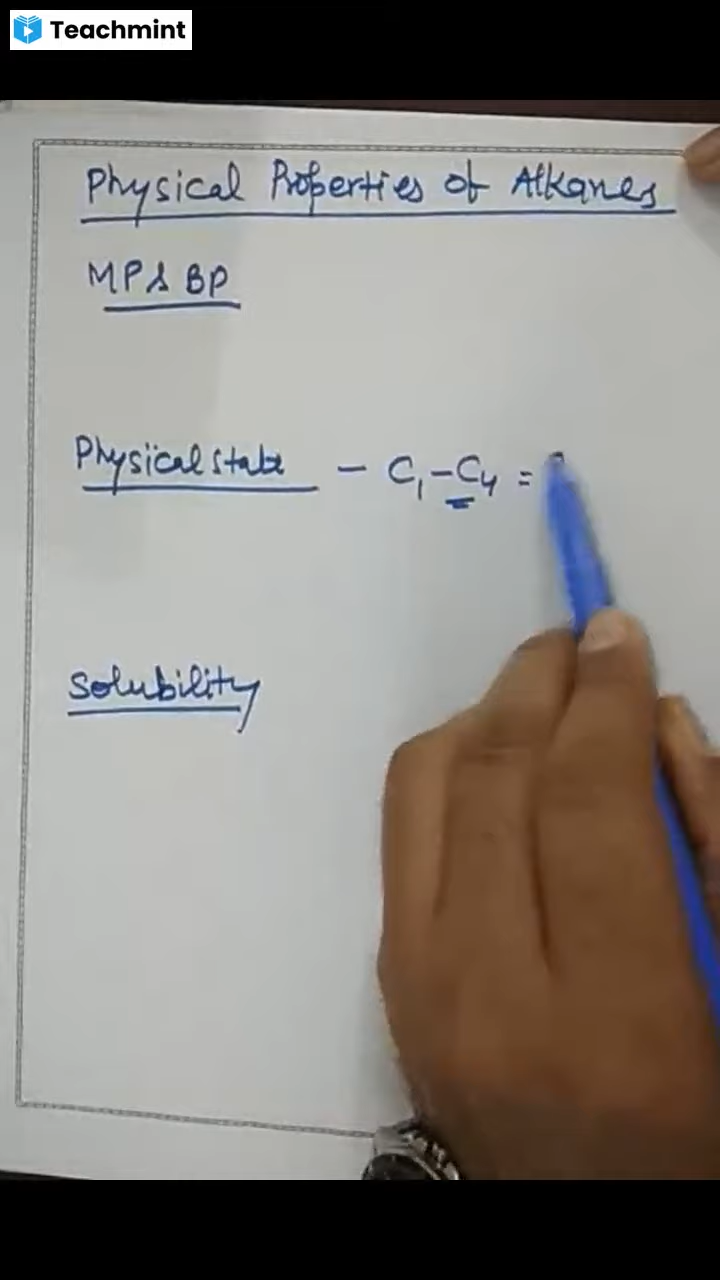 Teachmint
Physical Properties of Alkanes
MP & BP
Physical state - C₁-C₄ =
Solubility